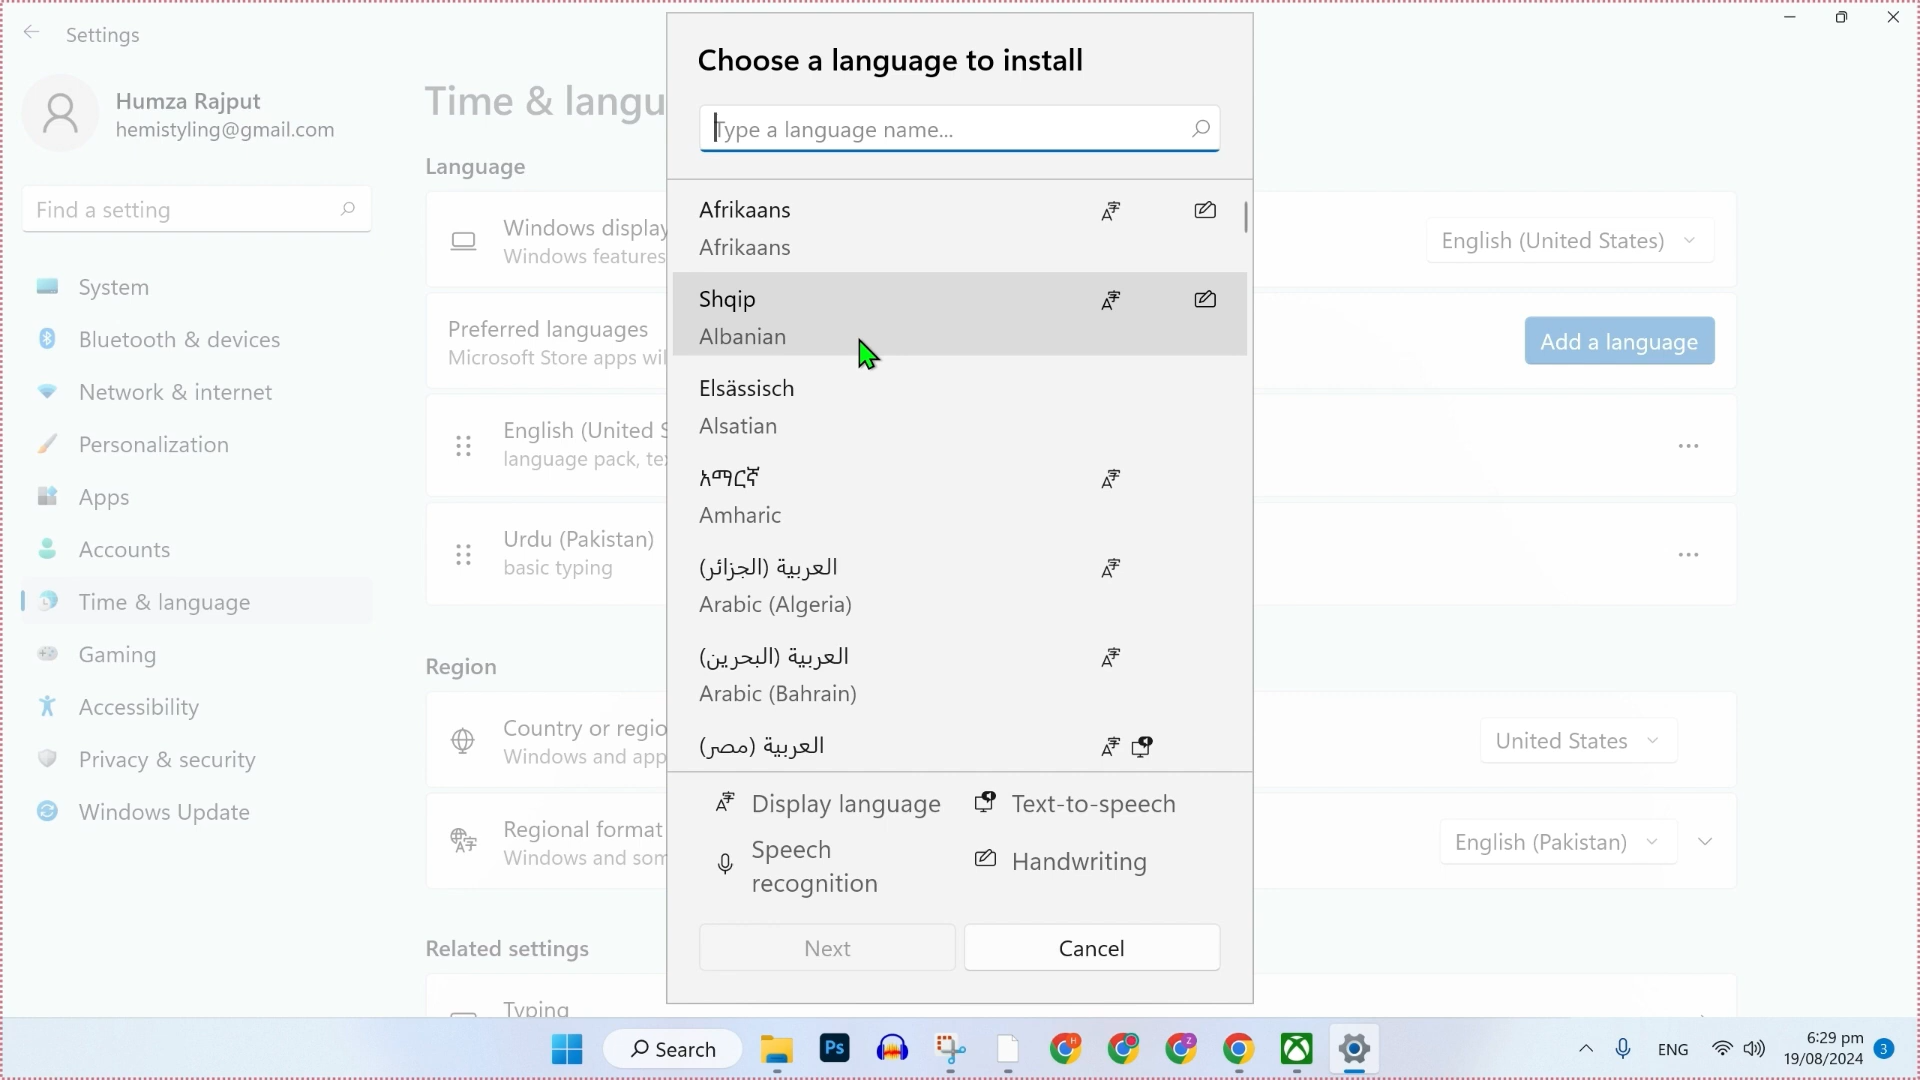 Settings
Humza Rajput
hemistyling@gmail.com
Find a setting
System
Bluetooth & devices
Network & internet
Personalization
Apps
Accounts
Time & language
Gaming
Accessibility
Privacy & security
Windows Update
Time & langu
Language
Windows display
Windows features
English (United States)
Preferred languages
Microsoft Store apps wil
Add a language
English (United S
language pack, te
Urdu (Pakistan)
basic typing
Region
Country or regio
Windows and app
United States
Regional format
Windows and som
English (Pakistan)
Related settings
Typing
Choose a language to install
Type a language name...
Afrikaans
Afrikaans
Shqip
Albanian
Elsässisch
Alsatian
አማርኛ
Amharic
العربية (الجزائر)
Arabic (Algeria)
العربية (البحرين)
Arabic (Bahrain)
العربية (مصر)
Display language
Text-to-speech
Speech
recognition
Handwriting
Next
Cancel
Search
Ps
H
Z
ENG
6:29 pm
19/08/2024
3